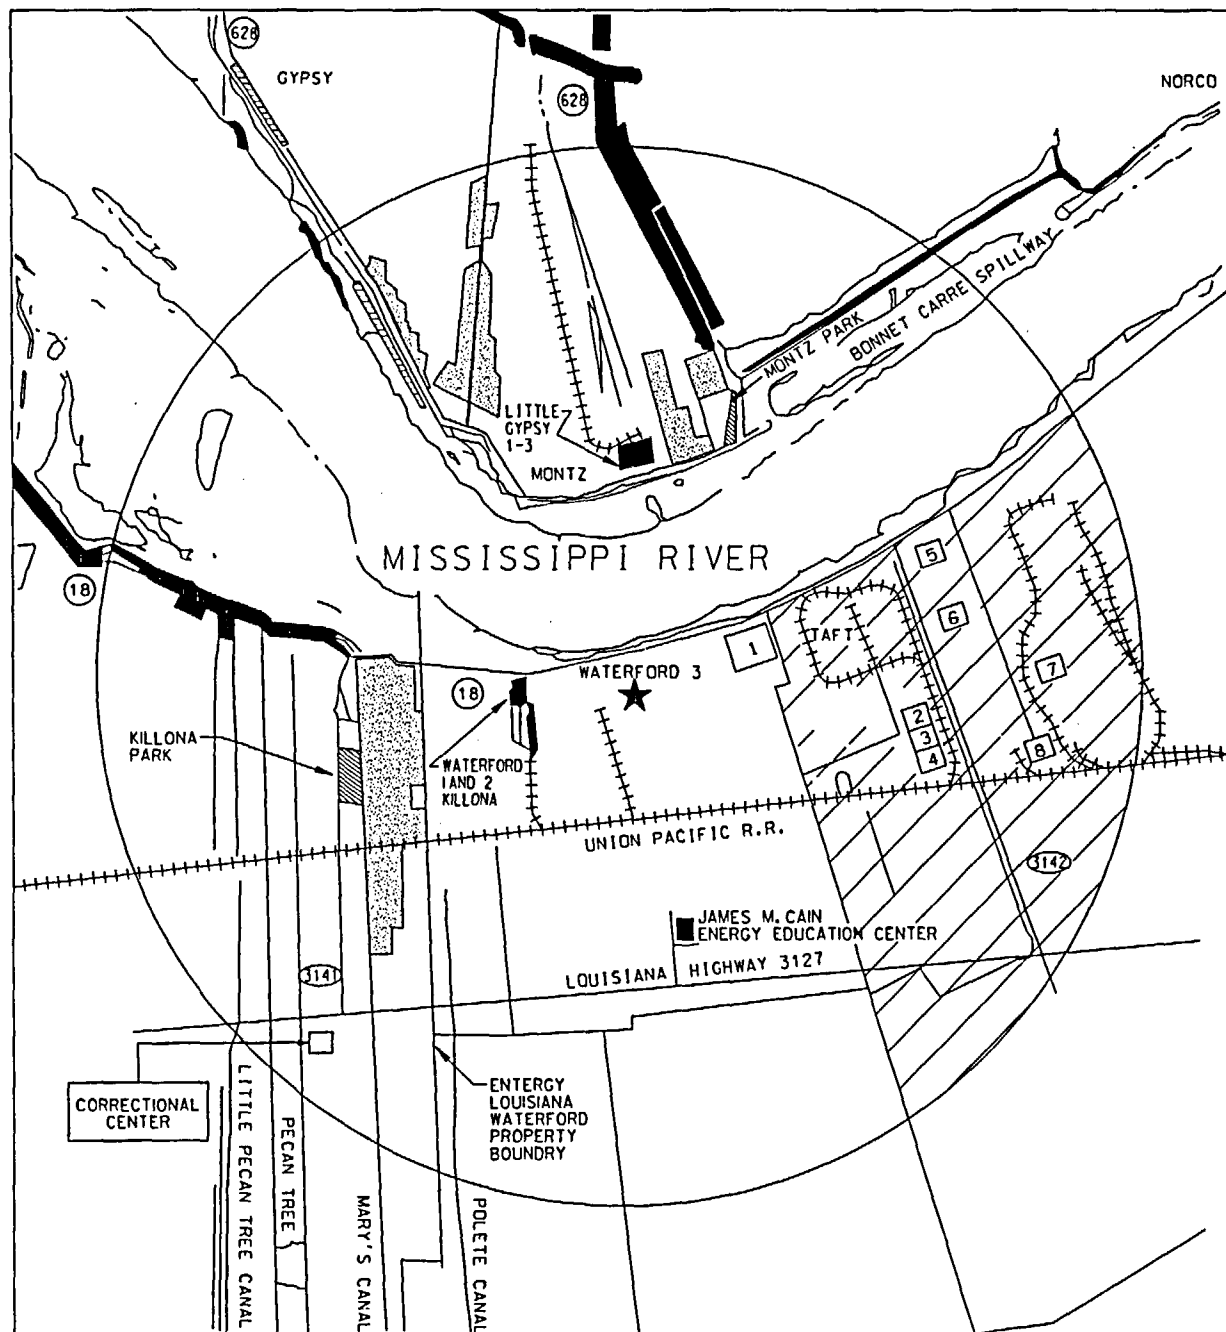 628
GYPSY
NORCO
628
MONTZ PARK
BONNET CARRE SPILLWAY
LITTLE
GYPSY
1-3
MONTZ
MISSISSIPPI RIVER
5
18
6
TAFT
1
WATERFORD 3
7
18
2
KILLONA
PARK
3
8
WATERFORD
1 AND 2
KILLONA
4
UNION PACIFIC R.R.
3142
JAMES M. CAIN
ENERGY EDUCATION CENTER
3141
LOUISIANA HIGHWAY 3127
CORRECTIONAL
CENTER
ENTERGY
LOUISIANA
WATERFORD
PROPERTY
BOUNDRY
LITTLE PECAN TREE CANAL
PECAN TREE
MARY'S CANAL
POLETE CANAL